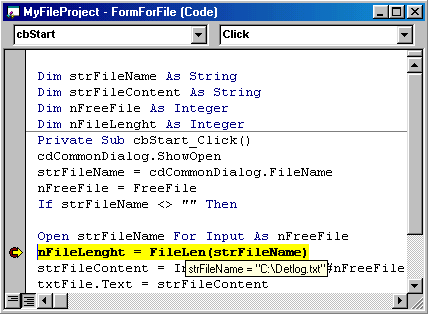 MyFileProject - FormForFile (Code)
cbStart Click
Dim strFileName As String
Dim strFileContent As String
Dim nFreeFile As Integer
Dim nFileLenght As Integer
Private Sub cbStart_Click()
cdCommonDialog.ShowOpen
strFileName = cdCommonDialog.FileName
nFreeFile = FreeFile
If strFileName <> "" Then
Open strFileName For Input As nFreeFile
nFileLenght = FileLen(strFileName)
strFileContent = In #nFreeFile
strFileName = "C:\Detlog.txt"
txtFile.Text = strFileContent